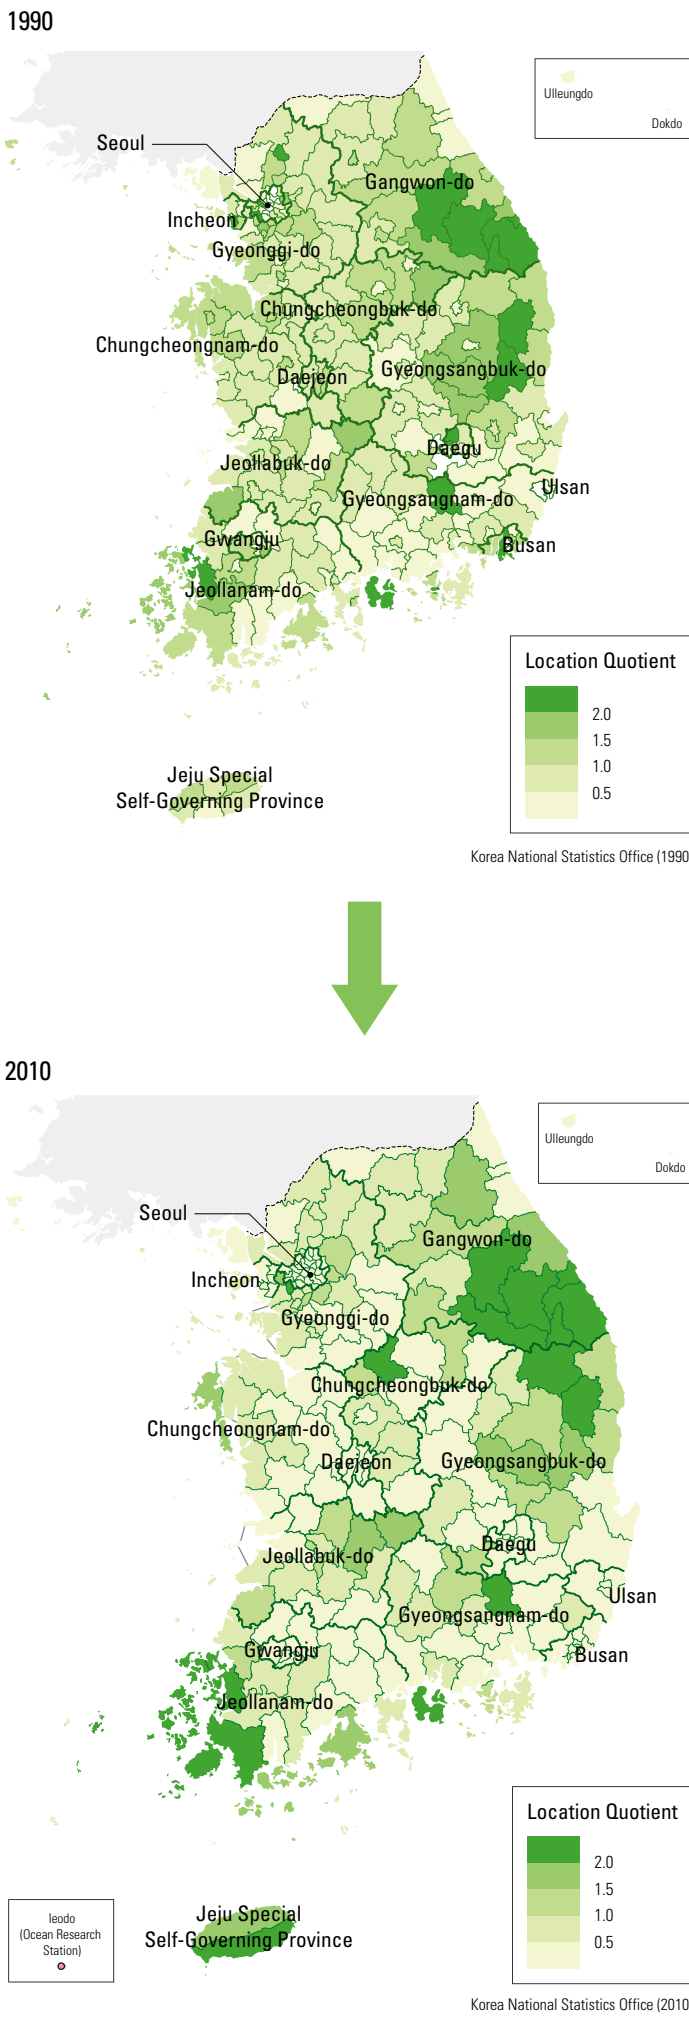 1990
Ulleungdo
Dokdo
Seoul
Gangwon-do
Incheon
Gyeonggi-do
Chungcheongbuk-do
Chungcheongnam-do
Daejeon
Gyeongsangbuk-do
Daegu
Jeollabuk-do
Gyeongsangnam-do
Ulsan
Gwangju
Busan
Jeollanam-do
Location Quotient
2.0
1.5
1.0
0.5
Jeju Special
Self-Governing Province
Korea National Statistics Office (1990
2010
Ulleungdo
Dokdo
Seoul
Gangwon-do
Incheon
Gyeonggi-do
Chungcheongbuk-do
Chungcheongnam-do
Daejeon
Gyeongsangbuk-do
Daegu
Jeollabuk-do
Ulsan
Gyeongsangnam-do
Gwangju
Busan
Jeollanam-do
Location Quotient
2.0
1.5
1.0
0.5
Jeju Special
Self-Governing Province
Ieodo
(Ocean Research
Station)
Korea National Statistics Office (2010